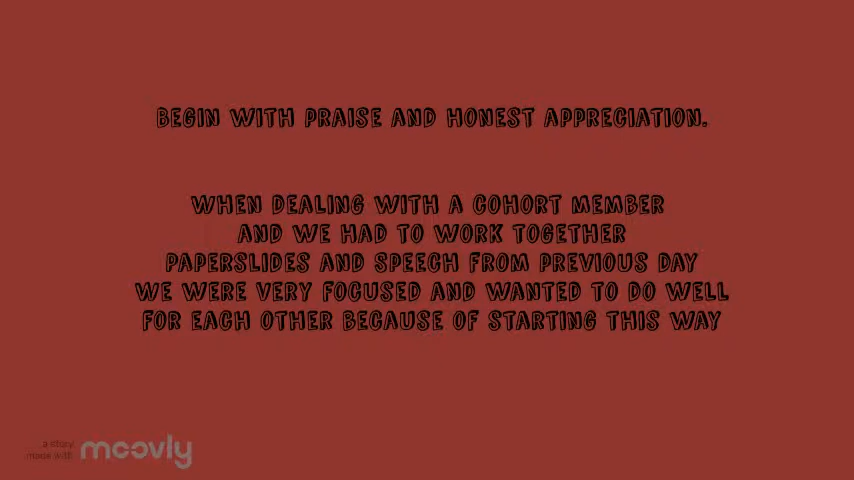 BEGIN WITH PRAISE AND HONEST APPRECIATION.
WHEN DEALING WITH A COHORT MEMBER
AND WE HAD TO WORK TOGETHER
PAPERSLIDES AND SPEECH FROM PREVIOUS DAY
WE WERE VERY FOCUSED AND WANTED TO DO WELL
FOR EACH OTHER BECAUSE OF STARTING THIS WAY
a story
made with
moovly